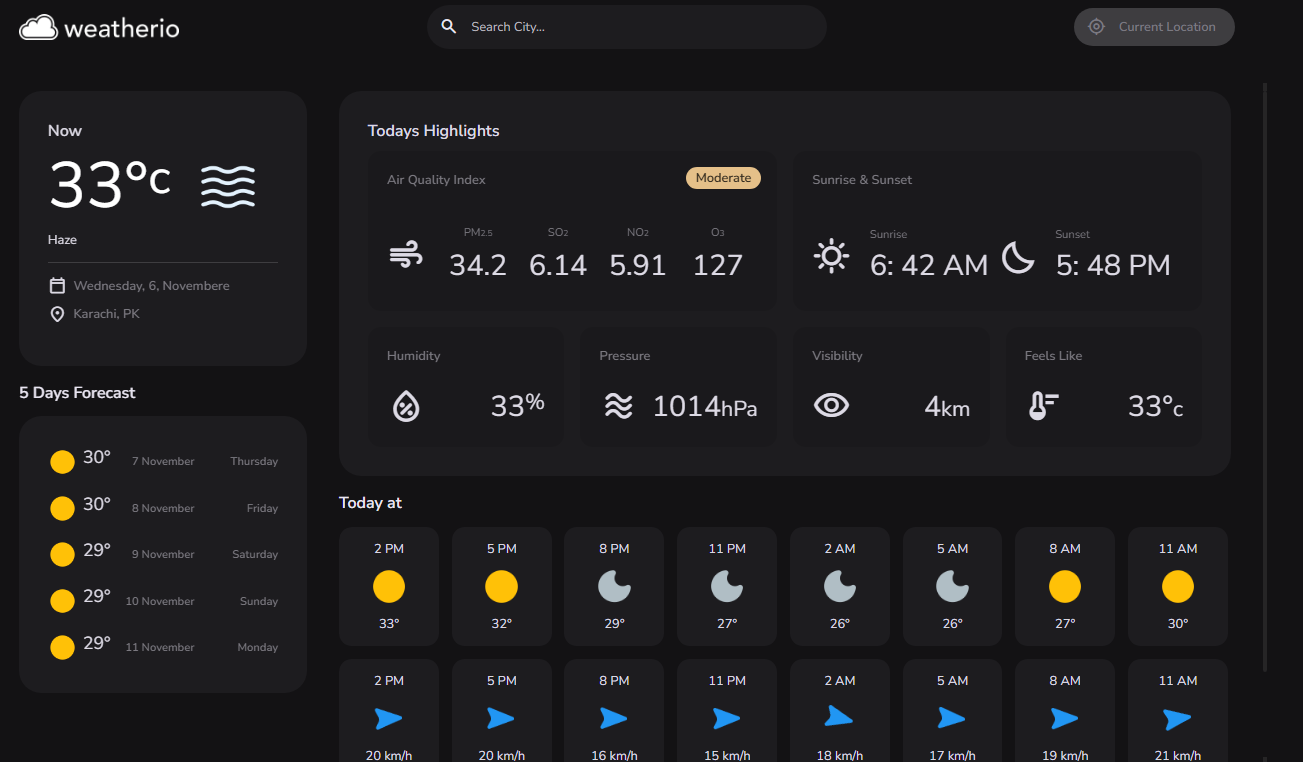 weatherio
Search City...
Current Location
Now
33°c
Haze
Wednesday, 6, Novembere
Karachi, PK
5 Days Forecast
30° 7 November Thursday
30° 8 November Friday
29° 9 November Saturday
29° 10 November Sunday
29° 11 November Monday
Todays Highlights
Air Quality Index Moderate
PM2.5 SO2 NO2 O3
34.2 6.14 5.91 127
Sunrise & Sunset
Sunrise Sunset
6: 42 AM 5: 48 PM
Humidity
33%
Pressure
1014hPa
Visibility
4km
Feels Like
33°c
Today at
2 PM 5 PM 8 PM 11 PM 2 AM 5 AM 8 AM 11 AM
33° 32° 29° 27° 26° 26° 27° 30°
2 PM 5 PM 8 PM 11 PM 2 AM 5 AM 8 AM 11 AM
20 km/h 20 km/h 16 km/h 15 km/h 18 km/h 17 km/h 19 km/h 21 km/h